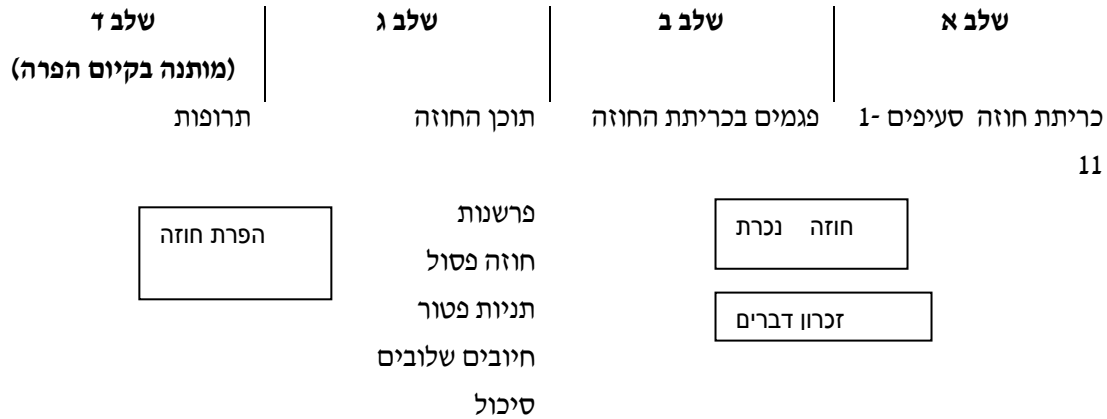 שלב א שלב ב שלב ג שלב ד
(מותנה בקיום הפרה)
כריתת חוזה סעיפים 1- פגמים בכריתת החוזה תוכן החוזה תרופות
11
פרשנות
חוזה נכרת הפרת חוזה
חוזה פסול
תניות פטור
זכרון דברים
חיובים שלובים
סיכול